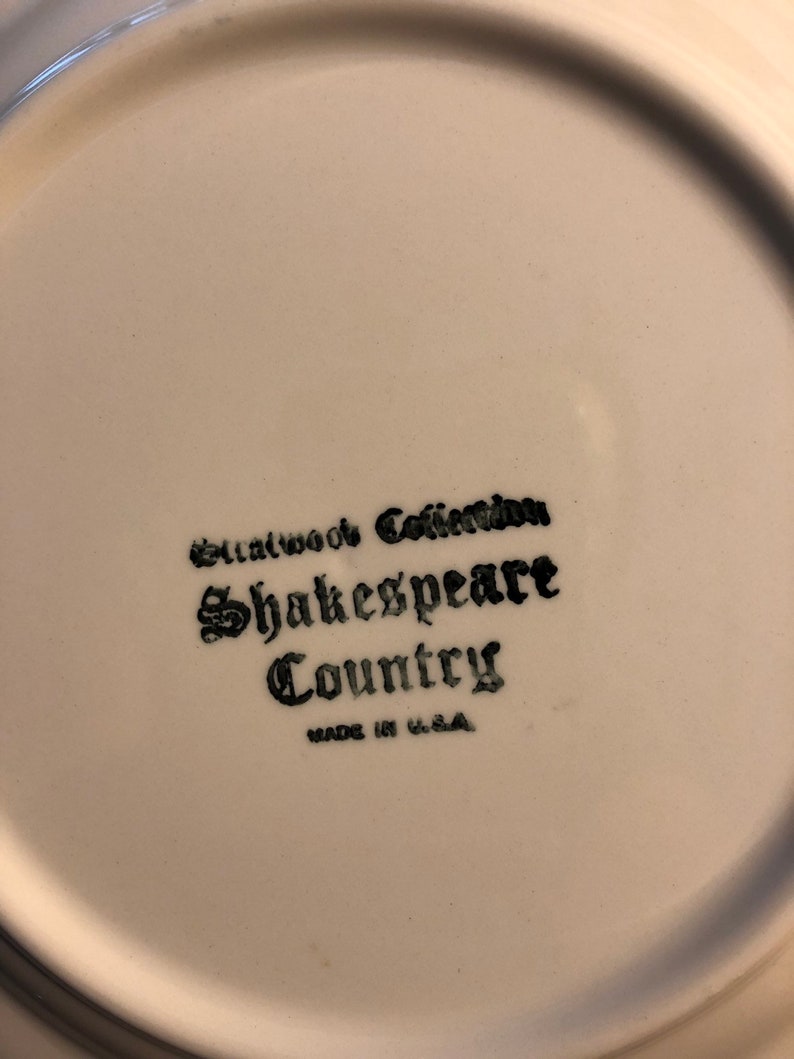 Stratwood Collection
Shakespeare
Country
MADE IN U.S.A.